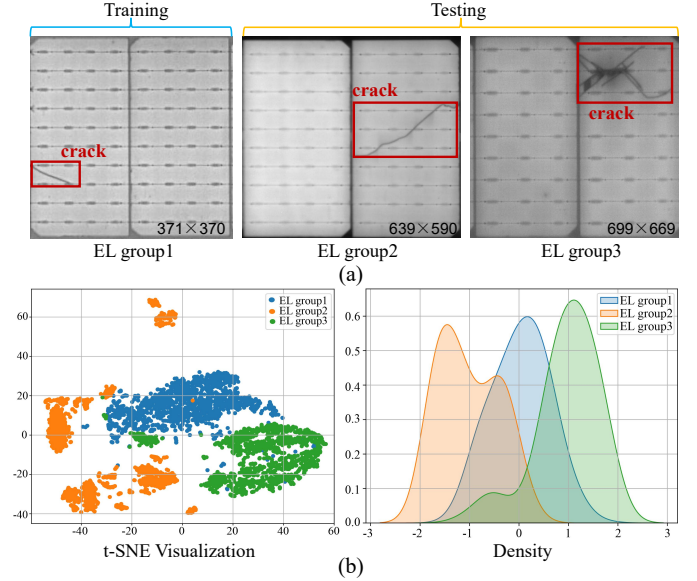 Training
Testing
crack
371×370
crack
639×590
crack
699×669
EL group1
EL group2
EL group3
(a)
EL group1
EL group2
EL group3
60
40
20
0
-20
-40
-60
-40
-20
0
20
40
60
t-SNE Visualization
EL group1
EL group2
EL group3
0.6
0.5
0.4
0.3
0.2
0.1
0.0
-3
-2
-1
0
1
2
3
Density
(b)